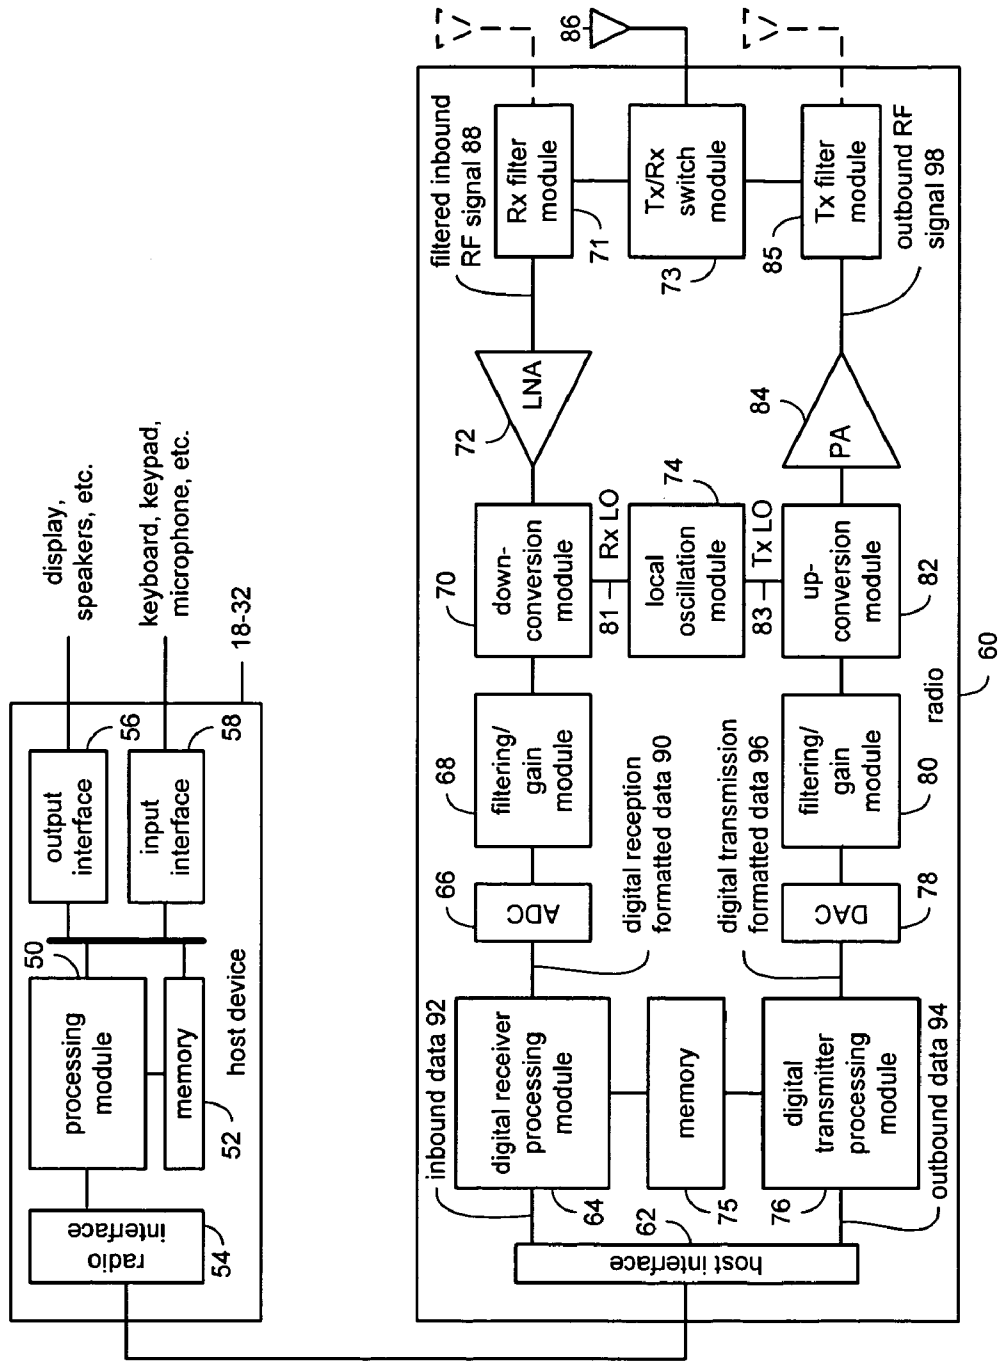 display,
speakers, etc.
keyboard, keypad,
microphone, etc.
18-32
output
interface
56
input
interface
58
50
processing
module
memory
52
host device
radio
interface
54
86
filtered inbound
RF signal 88
Rx filter
module
71
Tx/Rx
switch
module
73
Tx filter
module
85
outbound RF
signal 98
LNA
72
PA
84
down-
conversion
module
70
81
Rx LO
local
oscillation
module
74
83
Tx LO
up-
conversion
module
82
filtering/
gain
module
68
filtering/
gain
module
80
radio
60
ADC
66
digital reception
formatted data 90
digital transmission
formatted data 96
DAC
78
inbound data 92
digital receiver
processing
module
64
memory
75
digital
transmitter
processing
module
76
outbound data 94
host interface
62